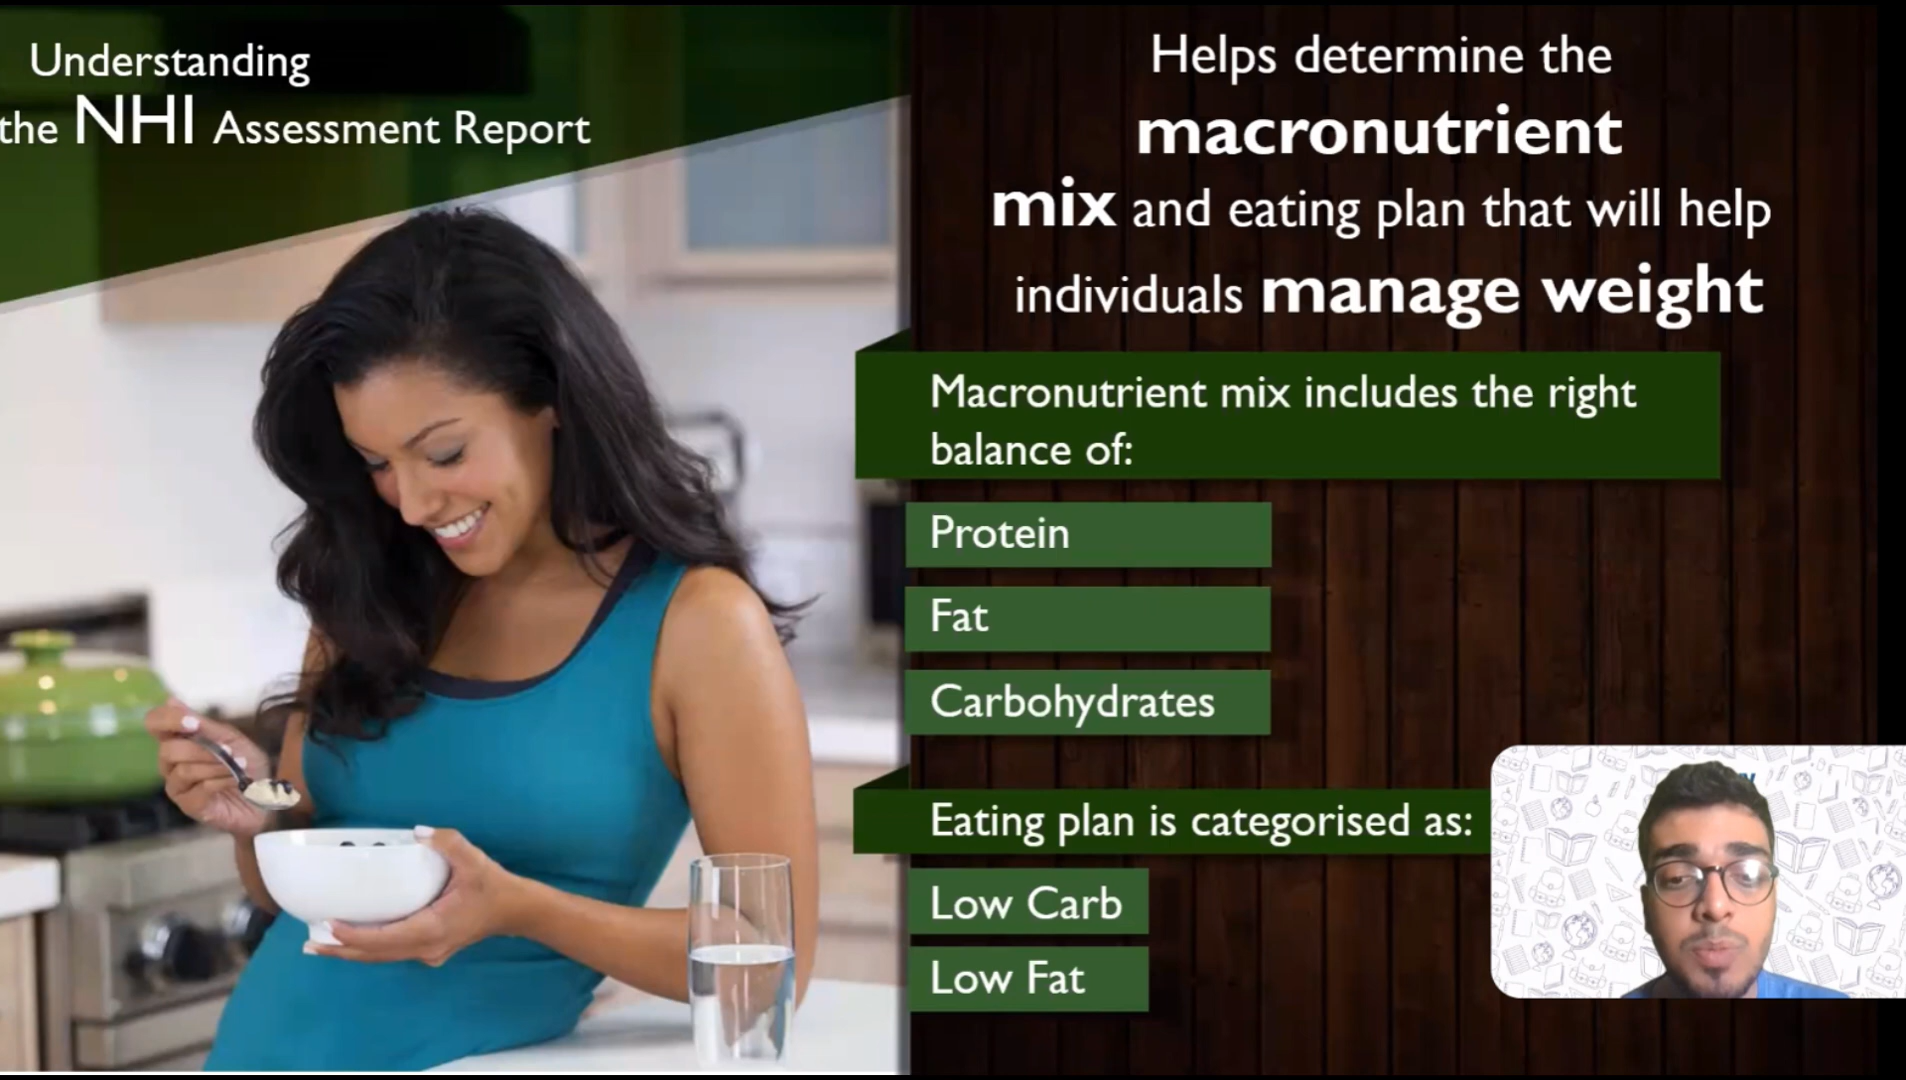 Understanding
the NHI Assessment Report
Helps determine the
macronutrient
mix and eating plan that will help
individuals manage weight
Macronutrient mix includes the right
balance of:
Protein
Fat
Carbohydrates
Eating plan is categorised as:
Low Carb
Low Fat